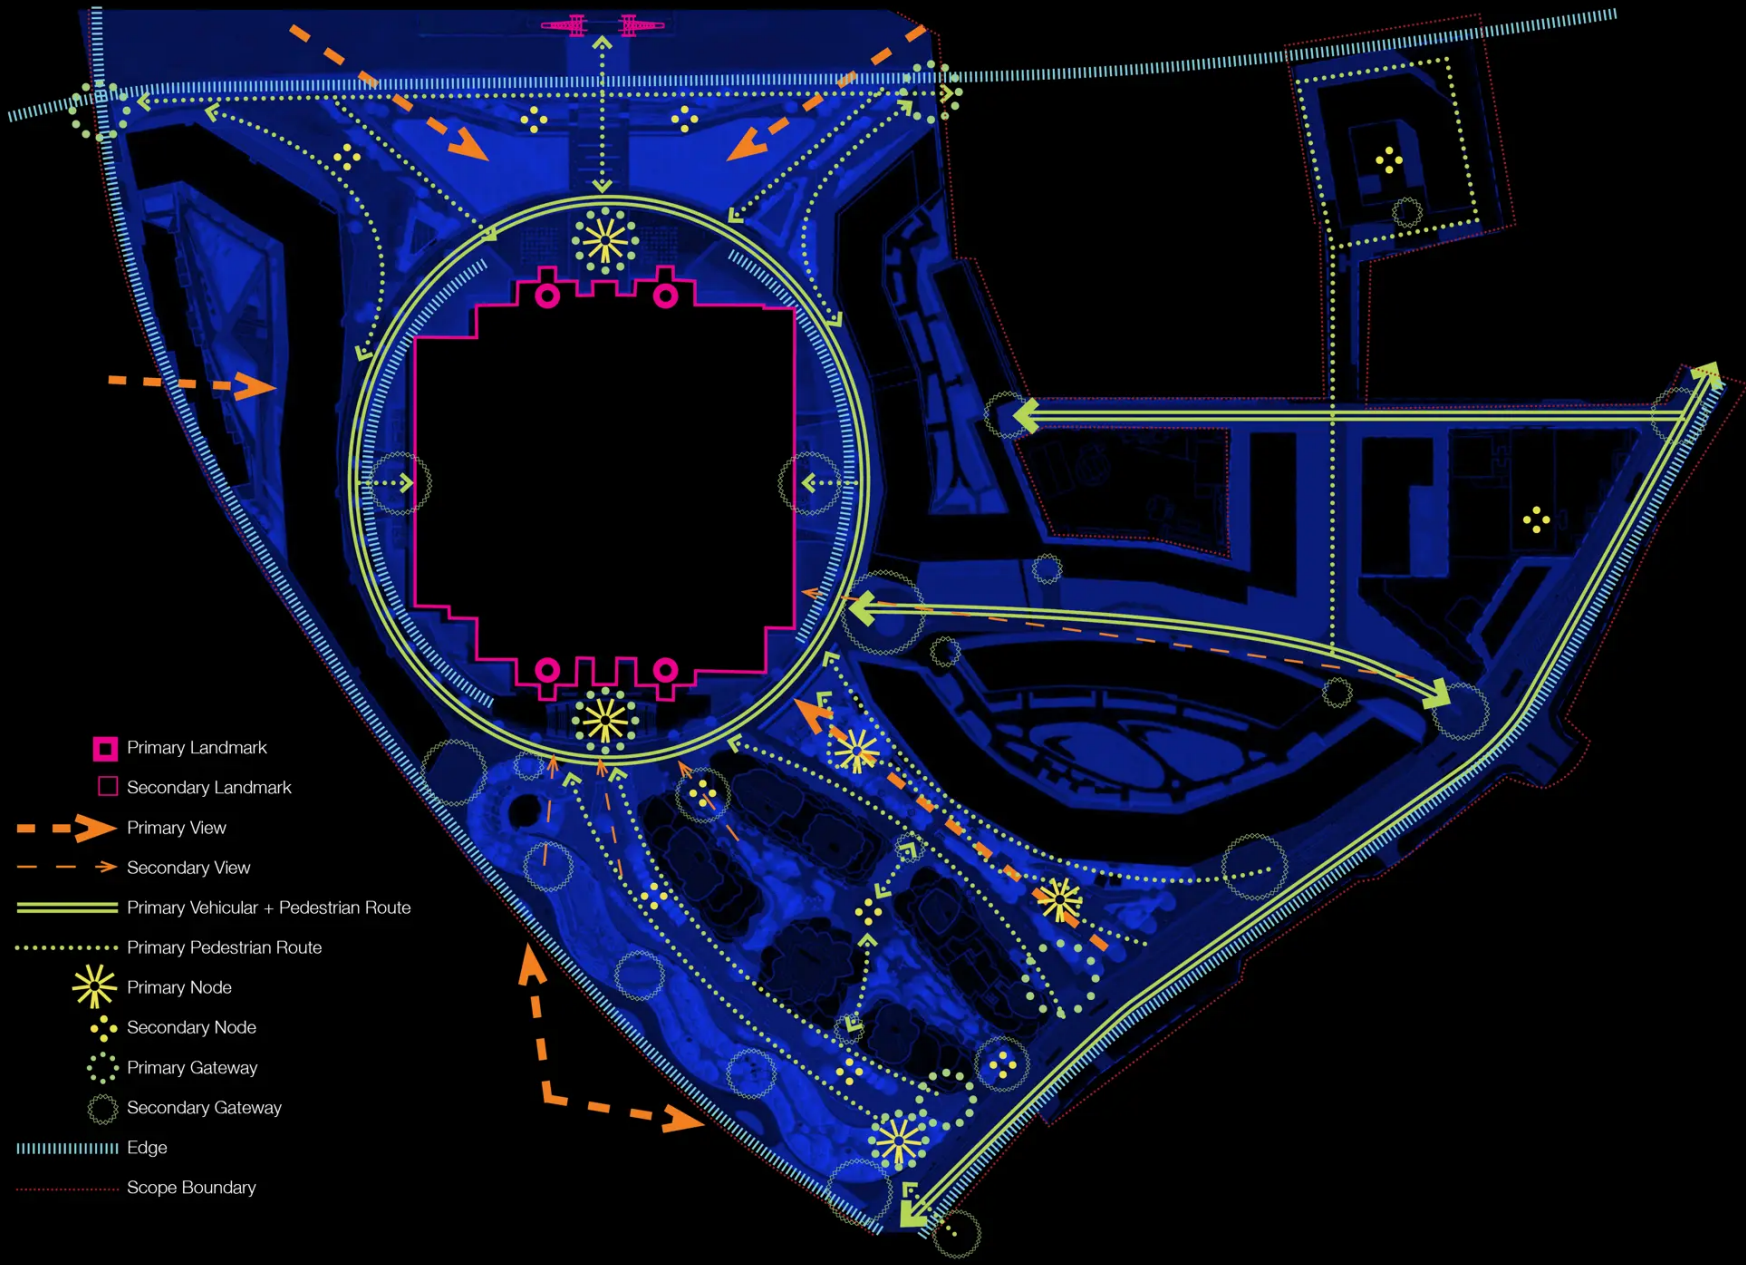 Primary Landmark
Secondary Landmark
Primary View
Secondary View
Primary Vehicular + Pedestrian Route
Primary Pedestrian Route
Primary Node
Secondary Node
Primary Gateway
Secondary Gateway
Edge
Scope Boundary